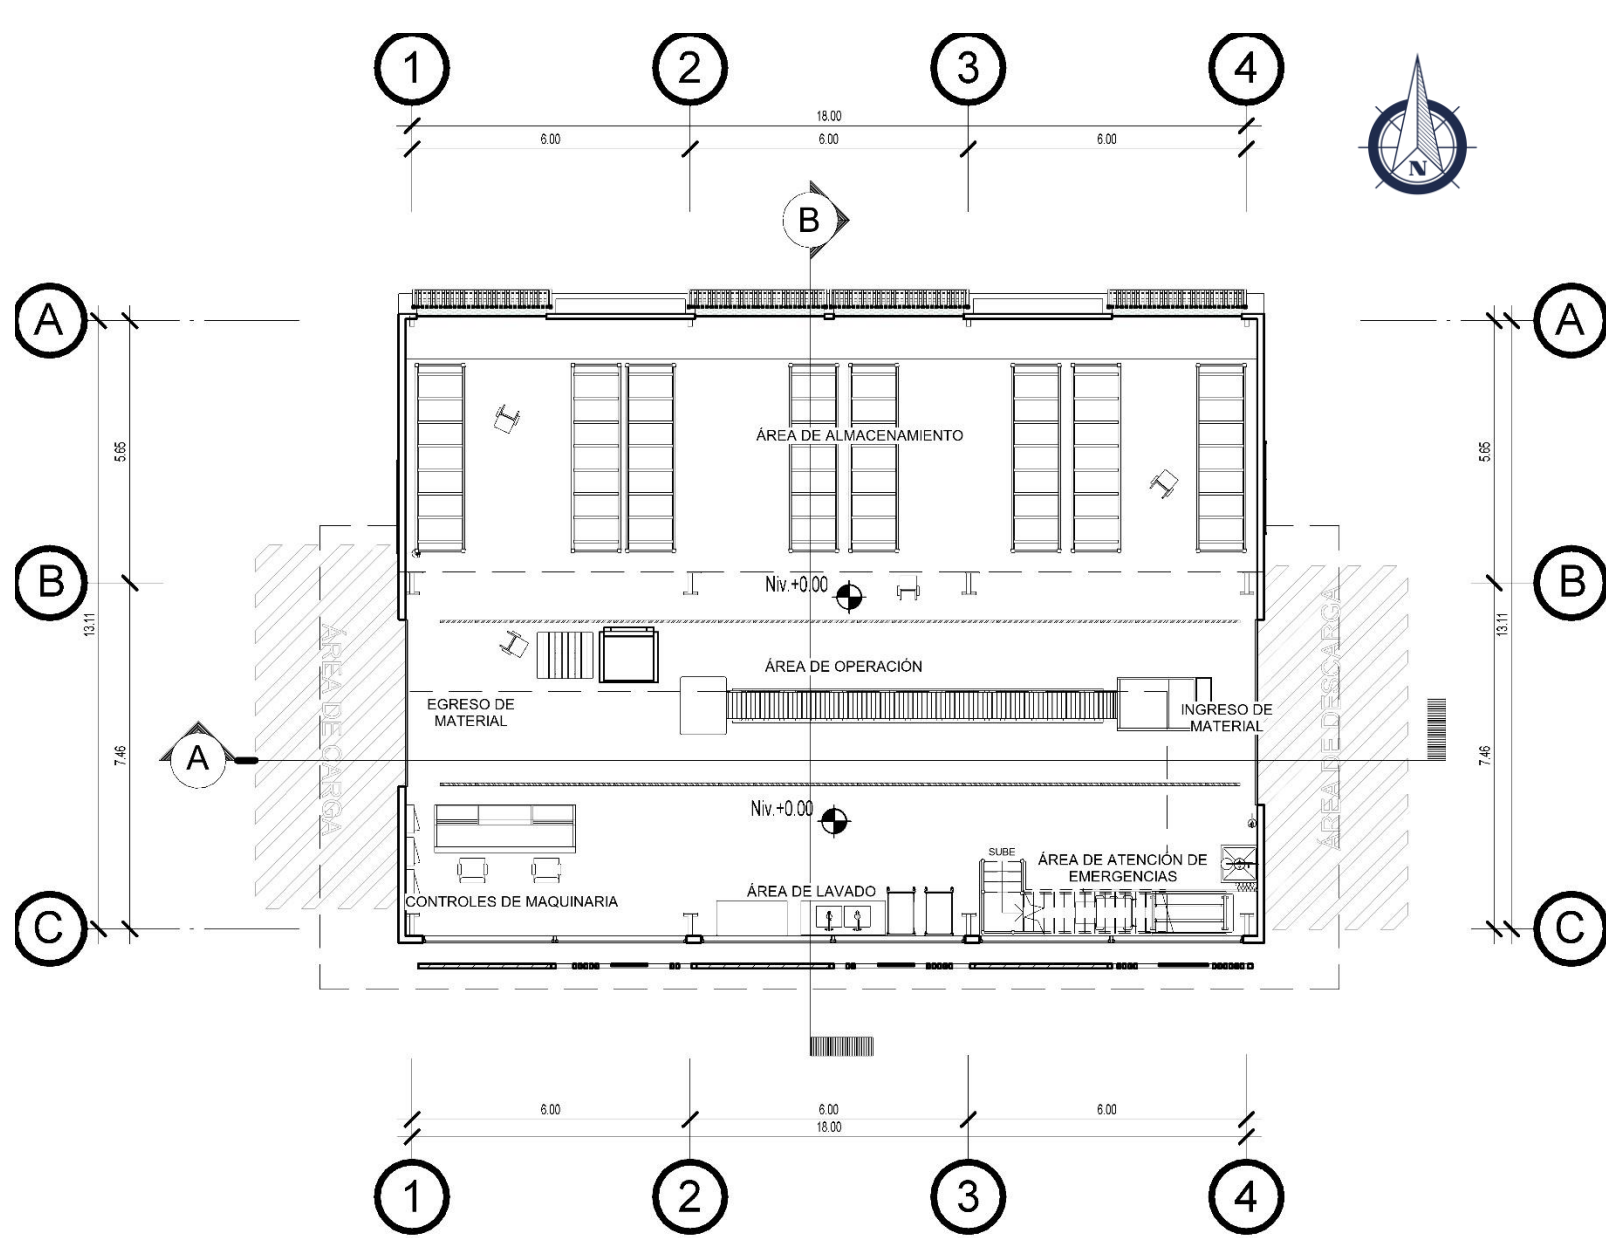 1 2 3 4
18.00
6.00 6.00 6.00
N
B
A A
5.65 5.65
ÁREA DE ALMACENAMIENTO
B B
Niv.+0.00
13.11 13.11
ÁREA DE CARGA
ÁREA DE DESCARGA
ÁREA DE OPERACIÓN
EGRESO DE
MATERIAL
INGRESO DE
MATERIAL
A
7.46 7.46
Niv.+0.00
SUBE
ÁREA DE ATENCIÓN DE
EMERGENCIAS
ÁREA DE LAVADO
CONTROLES DE MAQUINARIA
C C
6.00 6.00 6.00
18.00
1 2 3 4